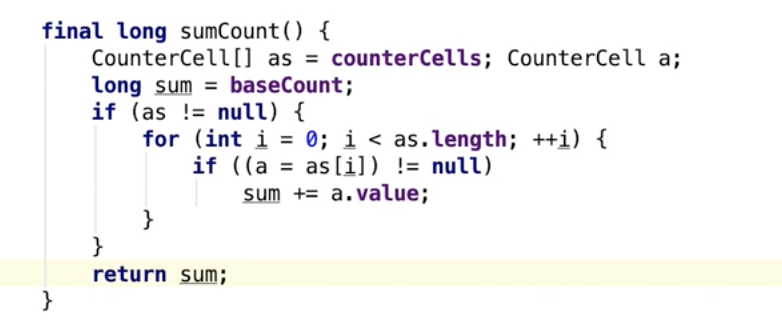 final long sumCount() {
    CounterCell[] as = counterCells; CounterCell a;
    long sum = baseCount;
    if (as != null) {
        for (int i = 0; i < as.length; ++i) {
            if ((a = as[i]) != null)
                sum += a.value;
        }
    }
    return sum;
}